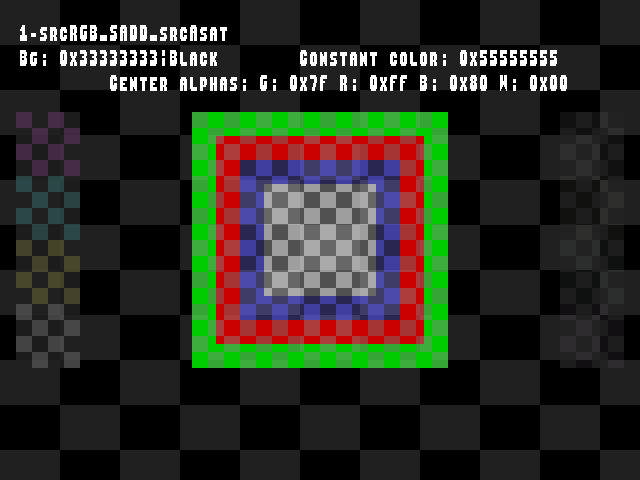 1-srcRGB_SADD_srcAsat
Bg: 0x33333333;Black Constant color: 0x55555555
Center alphas: G: 0x7F R: 0xFF B: 0x80 W: 0x00